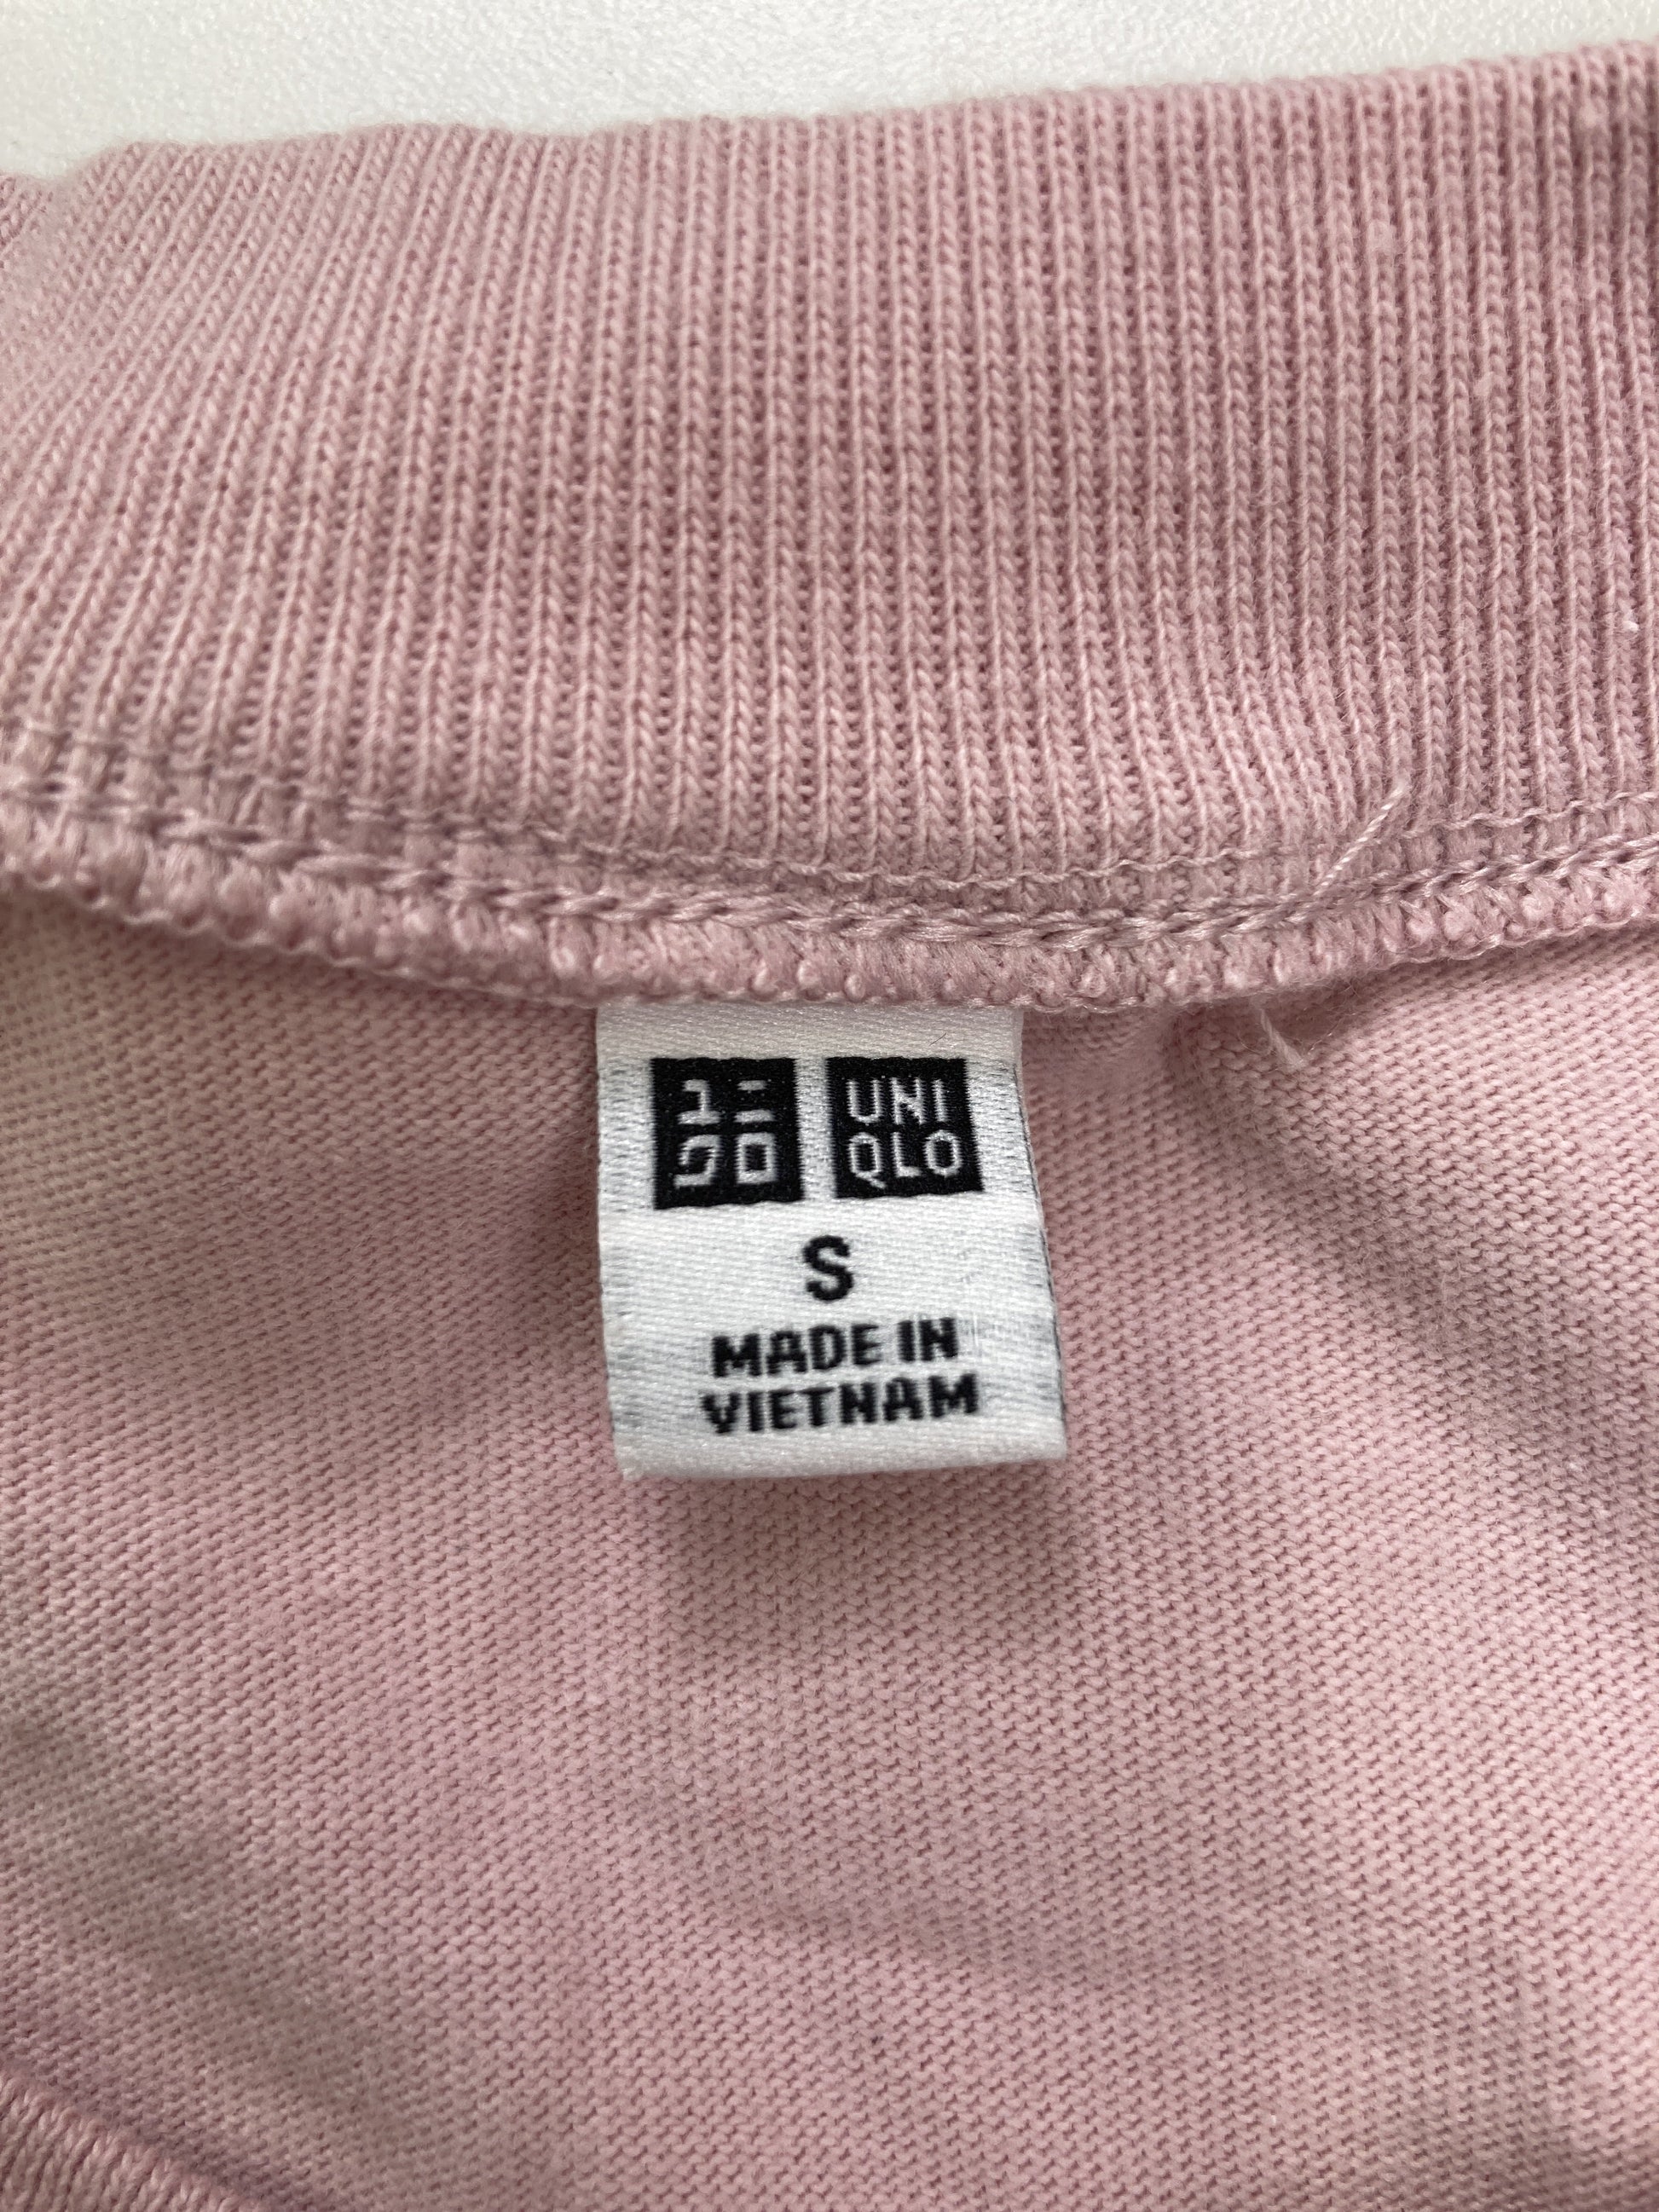 ユニ UNI
クロ QLO
S
MADE IN
VIETNAM